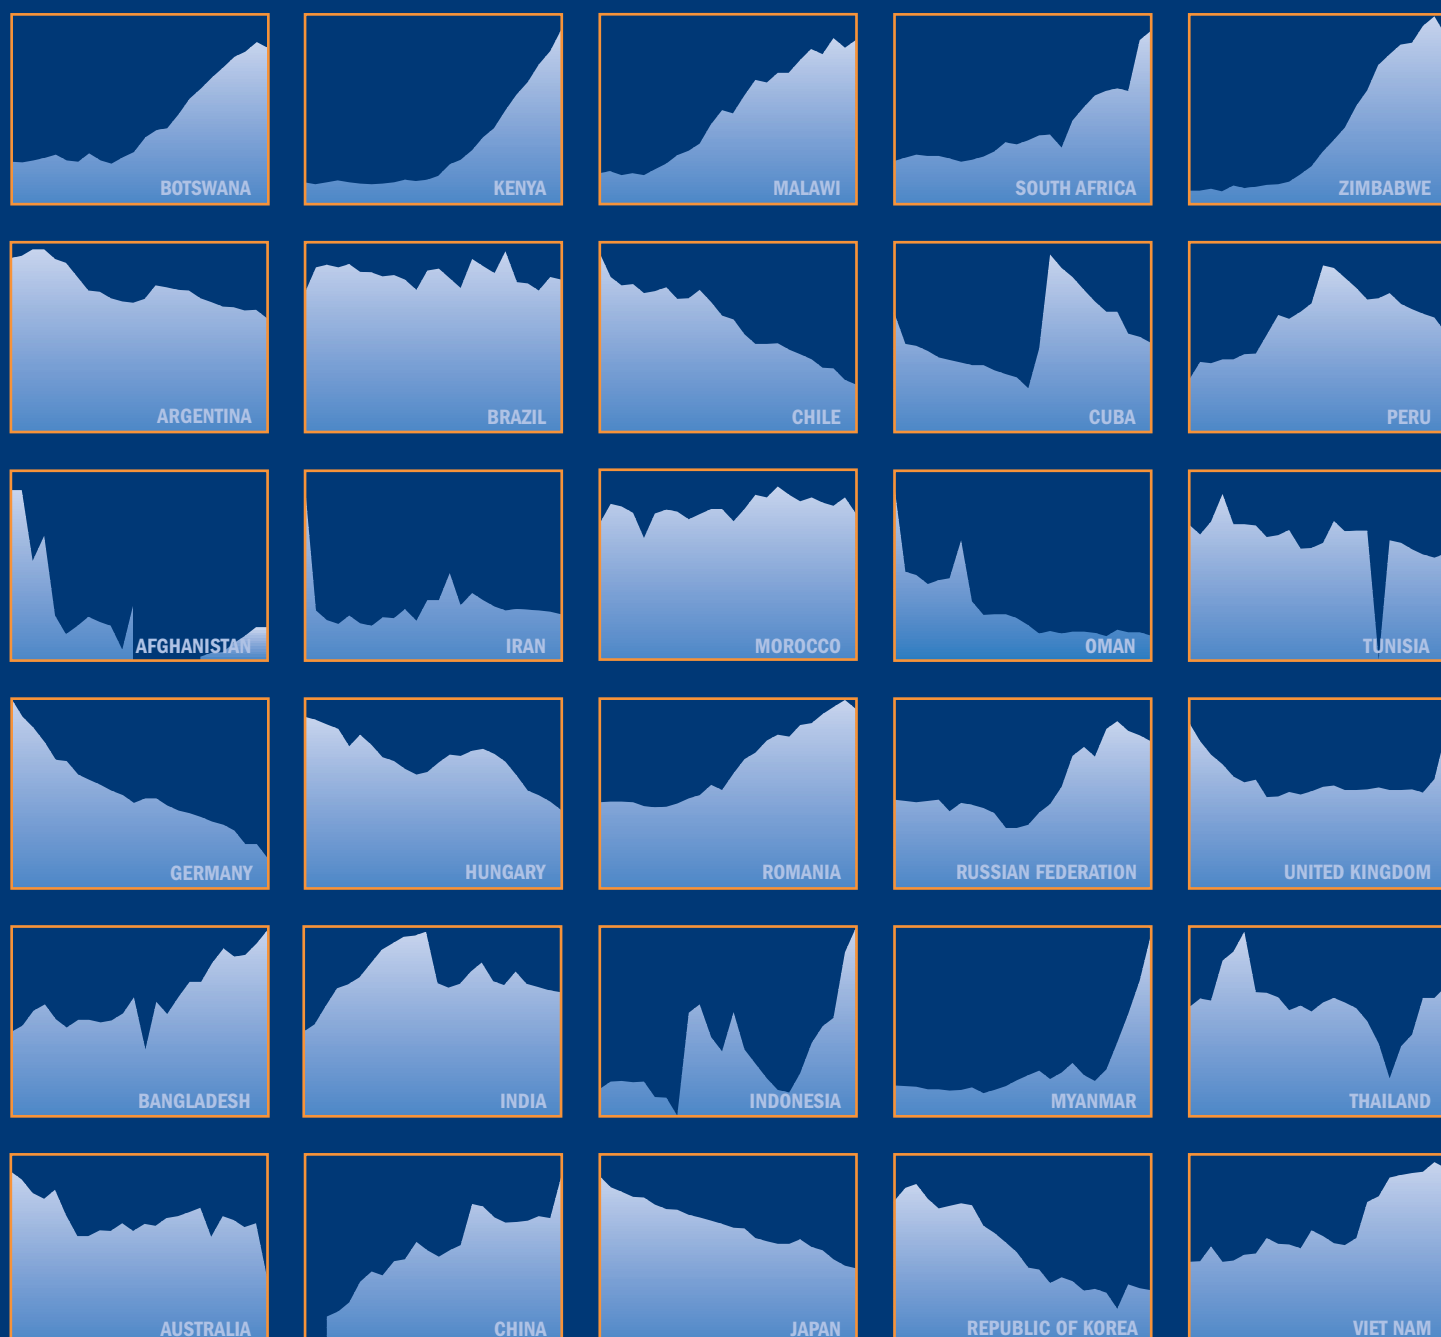 BOTSWANA
KENYA
MALAWI
SOUTH AFRICA
ZIMBABWE
ARGENTINA
BRAZIL
CHILE
CUBA
PERU
AFGHANISTAN
IRAN
MOROCCO
OMAN
TUNISIA
GERMANY
HUNGARY
ROMANIA
RUSSIAN FEDERATION
UNITED KINGDOM
BANGLADESH
INDIA
INDONESIA
MYANMAR
THAILAND
AUSTRALIA
CHINA
JAPAN
REPUBLIC OF KOREA
VIET NAM